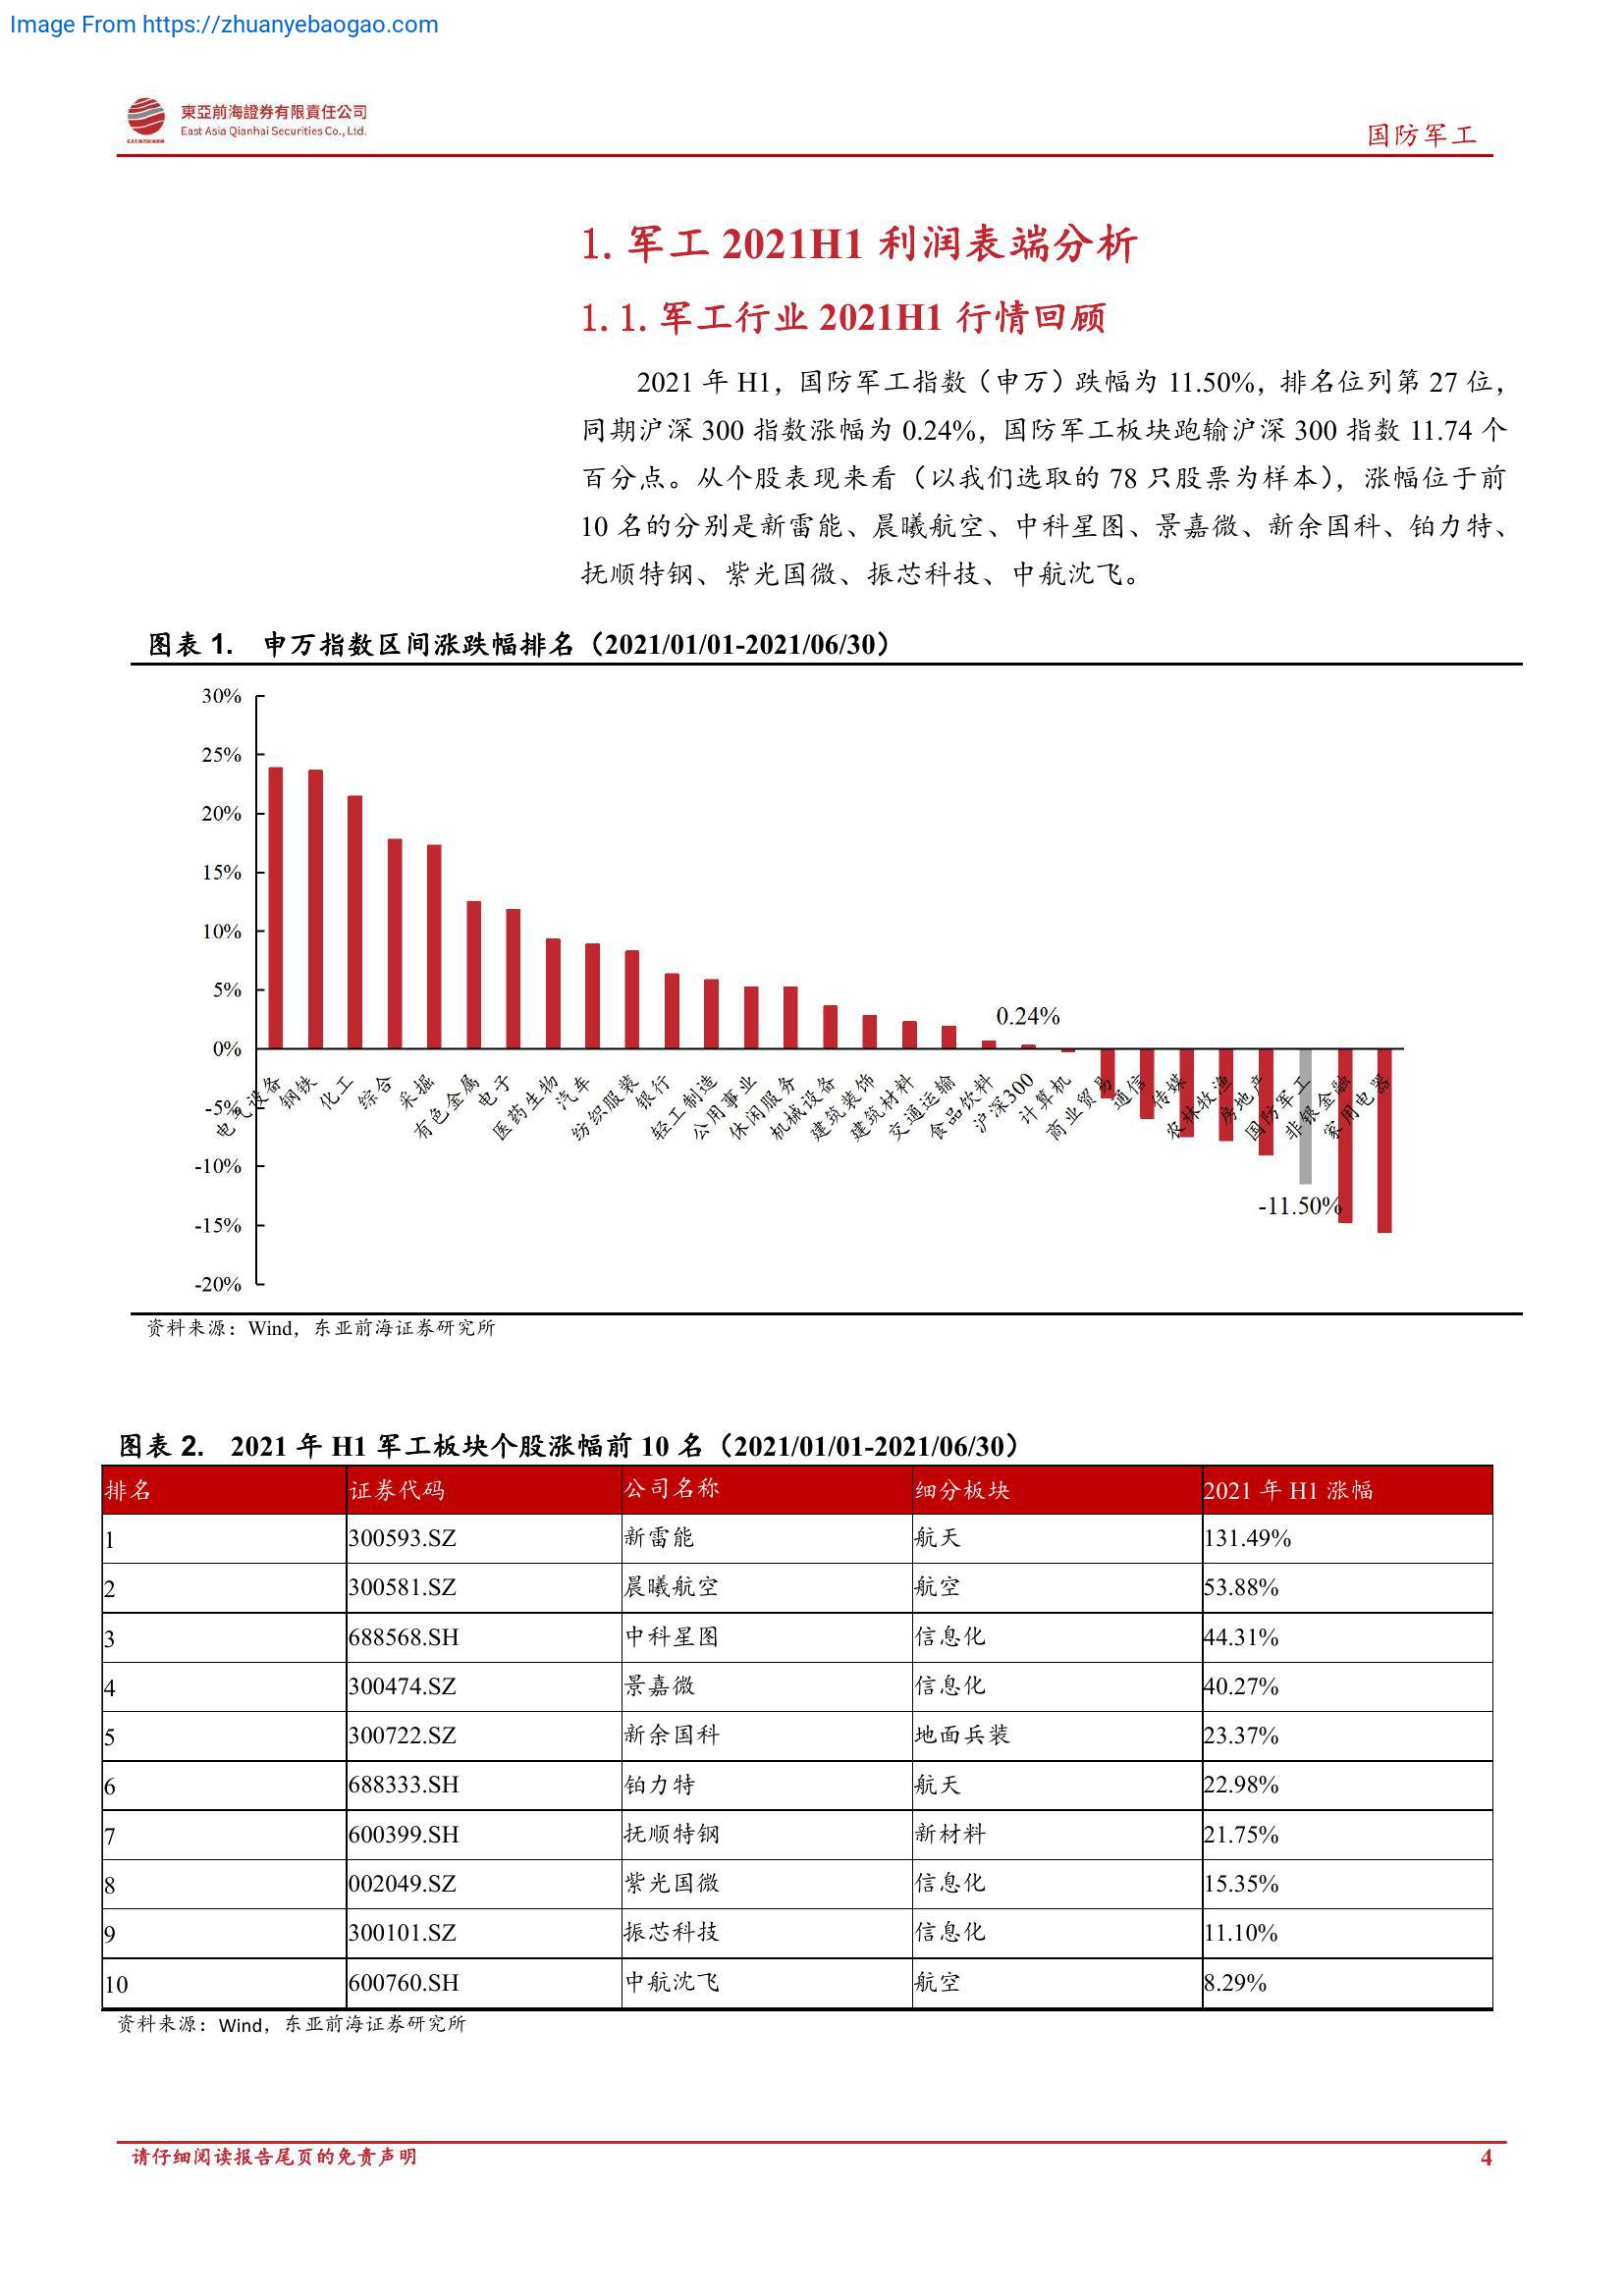 Image From https://zhuanyebaogao.com
東亞前海證券有限責任公司
East Asia Qianhai Securities Co., Ltd.
国防军工
1. 军工 2021H1 利润表端分析
1.1. 军工行业 2021H1 行情回顾
2021 年 H1，国防军工指数（申万）跌幅为 11.50%，排名位列第 27 位，
同期沪深 300 指数涨幅为 0.24%，国防军工板块跑输沪深 300 指数 11.74 个
百分点。从个股表现来看（以我们选取的 78 只股票为样本），涨幅位于前
10 名的分别是新雷能、晨曦航空、中科星图、景嘉微、新余国科、铂力特、
抚顺特钢、紫光国微、振芯科技、中航沈飞。
图表 1. 申万指数区间涨跌幅排名（2021/01/01-2021/06/30）
30%
25%
20%
15%
10%
5%
0%
-5%
-10%
-15%
-20%
0.24%
-11.50%
电气设备
钢铁
化工
综合
采掘
有色金属
电子
医药生物
汽车
纺织服装
银行
轻工制造
公用事业
休闲服务
机械设备
建筑装饰
建筑材料
交通运输
食品饮料
沪深300
计算机
商业贸易
通信
传媒
农林牧渔
房地产
国防军工
非银金融
家用电器
资料来源：Wind，东亚前海证券研究所
图表 2. 2021 年 H1 军工板块个股涨幅前 10 名（2021/01/01-2021/06/30）
排名 证券代码 公司名称 细分板块 2021 年 H1 涨幅
1 300593.SZ 新雷能 航天 131.49%
2 300581.SZ 晨曦航空 航空 53.88%
3 688568.SH 中科星图 信息化 44.31%
4 300474.SZ 景嘉微 信息化 40.27%
5 300722.SZ 新余国科 地面兵装 23.37%
6 688333.SH 铂力特 航天 22.98%
7 600399.SH 抚顺特钢 新材料 21.75%
8 002049.SZ 紫光国微 信息化 15.35%
9 300101.SZ 振芯科技 信息化 11.10%
10 600760.SH 中航沈飞 航空 8.29%
资料来源：Wind，东亚前海证券研究所
请仔细阅读报告尾页的免责声明
4